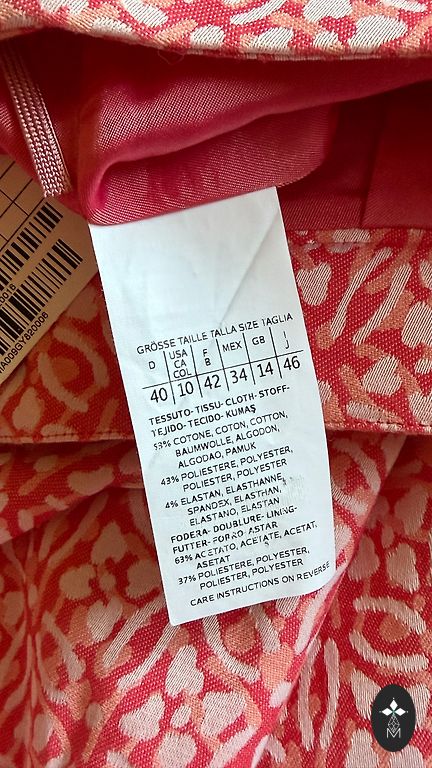 GRÖSSE TAILLE TALLA SIZE TAGLIA
D USA CA COL F B MEX GB I J
40 10 42 34 14 46
TESSUTO- TISSU- CLOTH- STOFF-
TEJIDO- TECIDO- KUMAŞ
53% COTONE, COTON, COTTON,
BAUMWOLLE, ALGODON,
ALGODAO, PAMUK
43% POLIESTERE, POLYESTER,
POLIESTER, POLYESTER
4% ELASTAN, ELASTHANNE,
SPANDEX, ELASTHAN,
ELASTANO, ELASTAN
FODERA- DOUBLURE- LINING-
FUTTER- FORRO- ASTAR
63% ACETATO, ACETATE, ACETAT,
ASETAT
37% POLIESTERE, POLYESTER,
POLIESTER, POLYESTER
CARE INSTRUCTIONS ON REVERSE